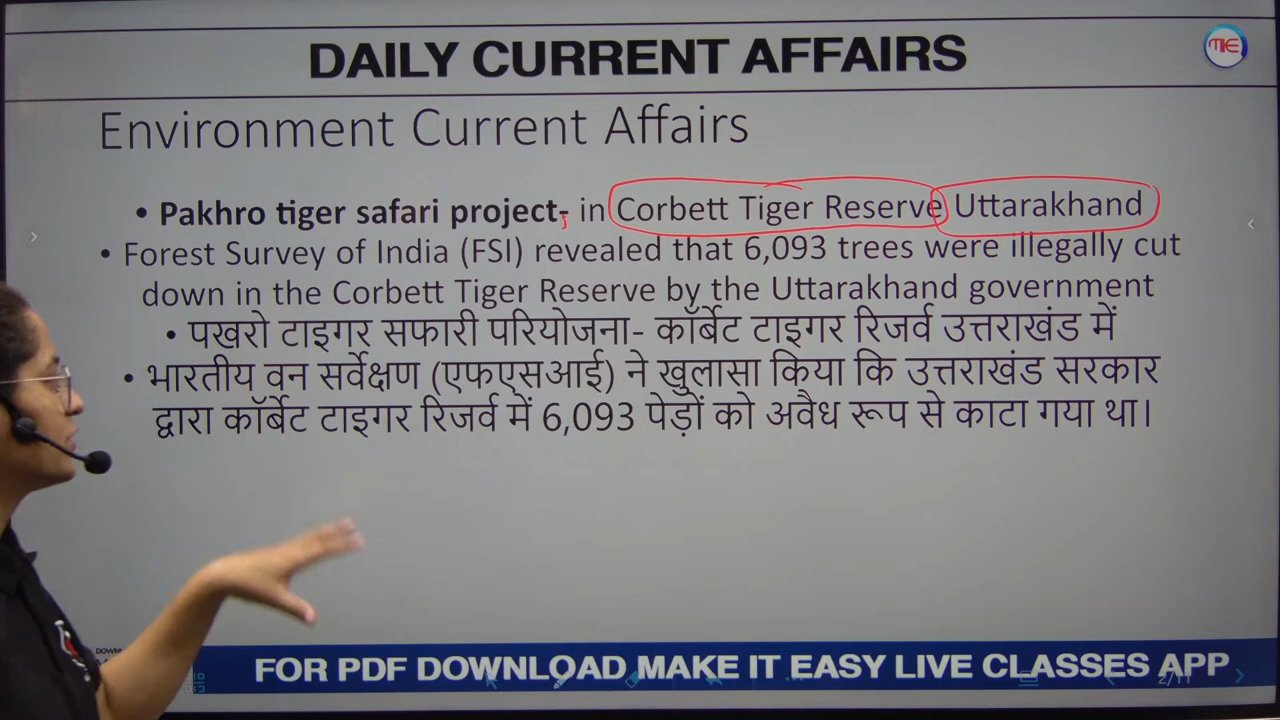 DAILY CURRENT AFFAIRS
MIE
Environment Current Affairs
• Pakhro tiger safari project- in Corbett Tiger Reserve Uttarakhand
• Forest Survey of India (FSI) revealed that 6,093 trees were illegally cut
down in the Corbett Tiger Reserve by the Uttarakhand government
• पखरो टाइगर सफारी परियोजना- कॉर्बेट टाइगर रिजर्व उत्तराखंड में
• भारतीय वन सर्वेक्षण (एफएसआई) ने खुलासा किया कि उत्तराखंड सरकार
द्वारा कॉर्बेट टाइगर रिजर्व में 6,093 पेड़ों को अवैध रूप से काटा गया था।
FOR PDF DOWNLOAD MAKE IT EASY LIVE CLASSES APP
2/11